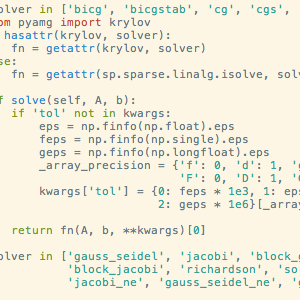 solver in ['bicg', 'bicgstab', 'cg', 'cgs',
om pyamg import krylov
hasattr(krylov, solver):
fn = getattr(krylov, solver)
se:
fn = getattr(sp.sparse.linalg.isolve, solv
f solve(self, A, b):
if 'tol' not in kwargs:
eps = np.finfo(np.float).eps
feps = np.finfo(np.single).eps
geps = np.finfo(np.longfloat).eps
_array_precision = {'f': 0, 'd': 1, 'g
'F': 0, 'D': 1, 'G
kwargs['tol'] = {0: feps * 1e3, 1: eps
2: geps * 1e6}[_arra
return fn(A, b, **kwargs)[0]
solver in ['gauss_seidel', 'jacobi', 'block_g
'block_jacobi', 'richardson', 'so
'jacobi_ne', 'gauss_seidel_ne', 'g